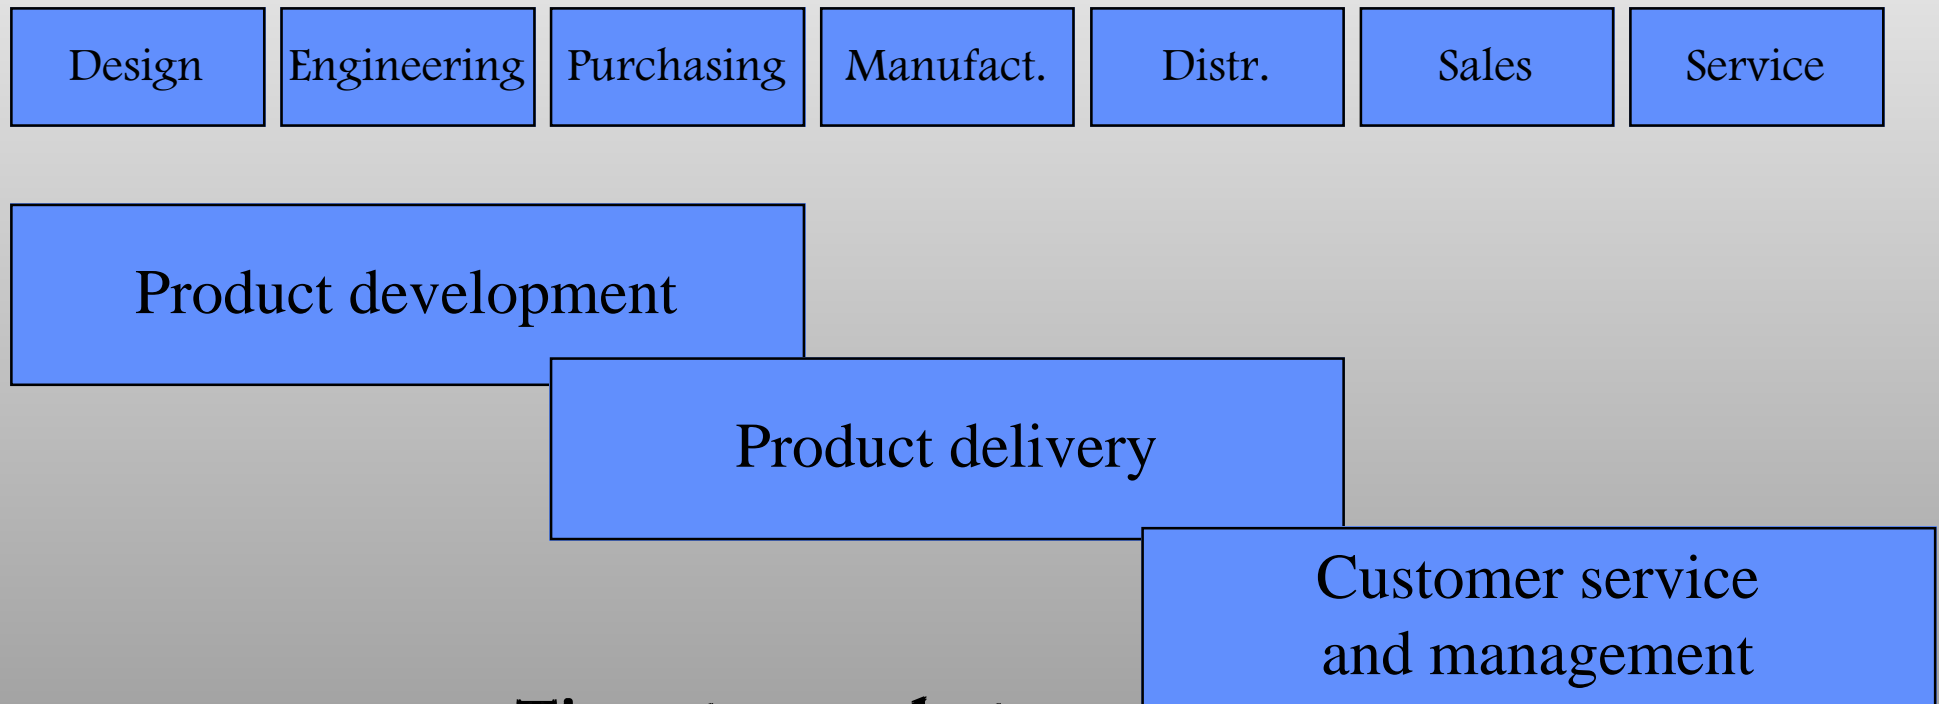 Design
Engineering
Purchasing
Manufact.
Distr.
Sales
Service
Product development
Product delivery
Customer service
and management